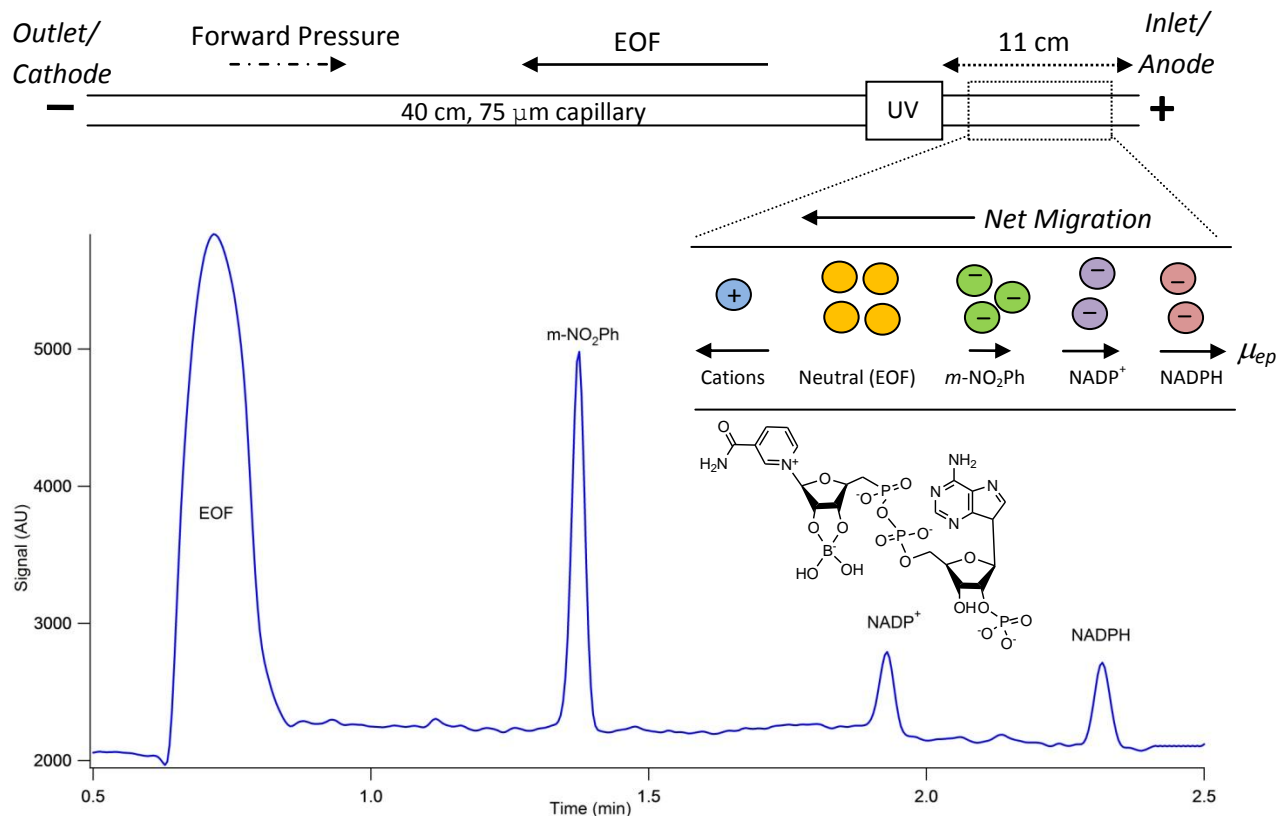 Outlet/
Cathode
Forward Pressure
EOF
11 cm
Inlet/
Anode
−
40 cm, 75 μm capillary
UV
+
Net Migration
+
−
−
−
−
−
−
−
μep
Cations
Neutral (EOF)
m-NO₂Ph
NADP⁺
NADPH
5000
4000
3000
2000
Signal (AU)
EOF
m-NO₂Ph
NADP⁺
NADPH
O
H₂N
N⁺
O
O
O
B⁻
HO
OH
P
O
⁻O
O
O
P
O⁻
O
NH₂
N
N
N
O
OH
O
P
O
⁻O
O⁻
0.5
1.0
1.5
2.0
2.5
Time (min)